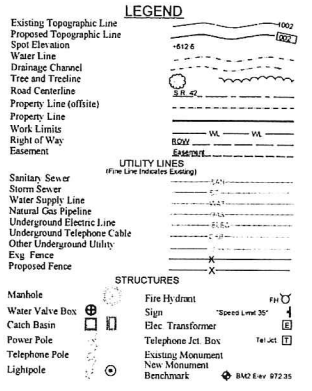 LEGEND
Existing Topographic Line 1002
Proposed Topographic Line 1002
Spot Elevation +612 6
Water Line
Drainage Channel
Tree and Treeline
Road Centerline S.R. 42
Property Line (offsite)
Property Line
Work Limits WL WL
Right of Way ROW
Easement Easement
UTILITY LINES
(Fine Line Indicates Existing)
Sanitary Sewer SAN
Storm Sewer ST
Water Supply Line WAT
Natural Gas Pipeline GAS
Underground Electric Line ELEC
Underground Telephone Cable
Other Underground Utility
Exg Fence X
Proposed Fence X
STRUCTURES
Manhole
Water Valve Box
Catch Basin
Power Pole
Telephone Pole
Lightpole
Fire Hydrant FH
Sign "Speed Limit 35"
Elec Transformer E
Telephone Jct. Box Tel Jct T
Existing Monument
New Monument
Benchmark BM2 Elev 972.35